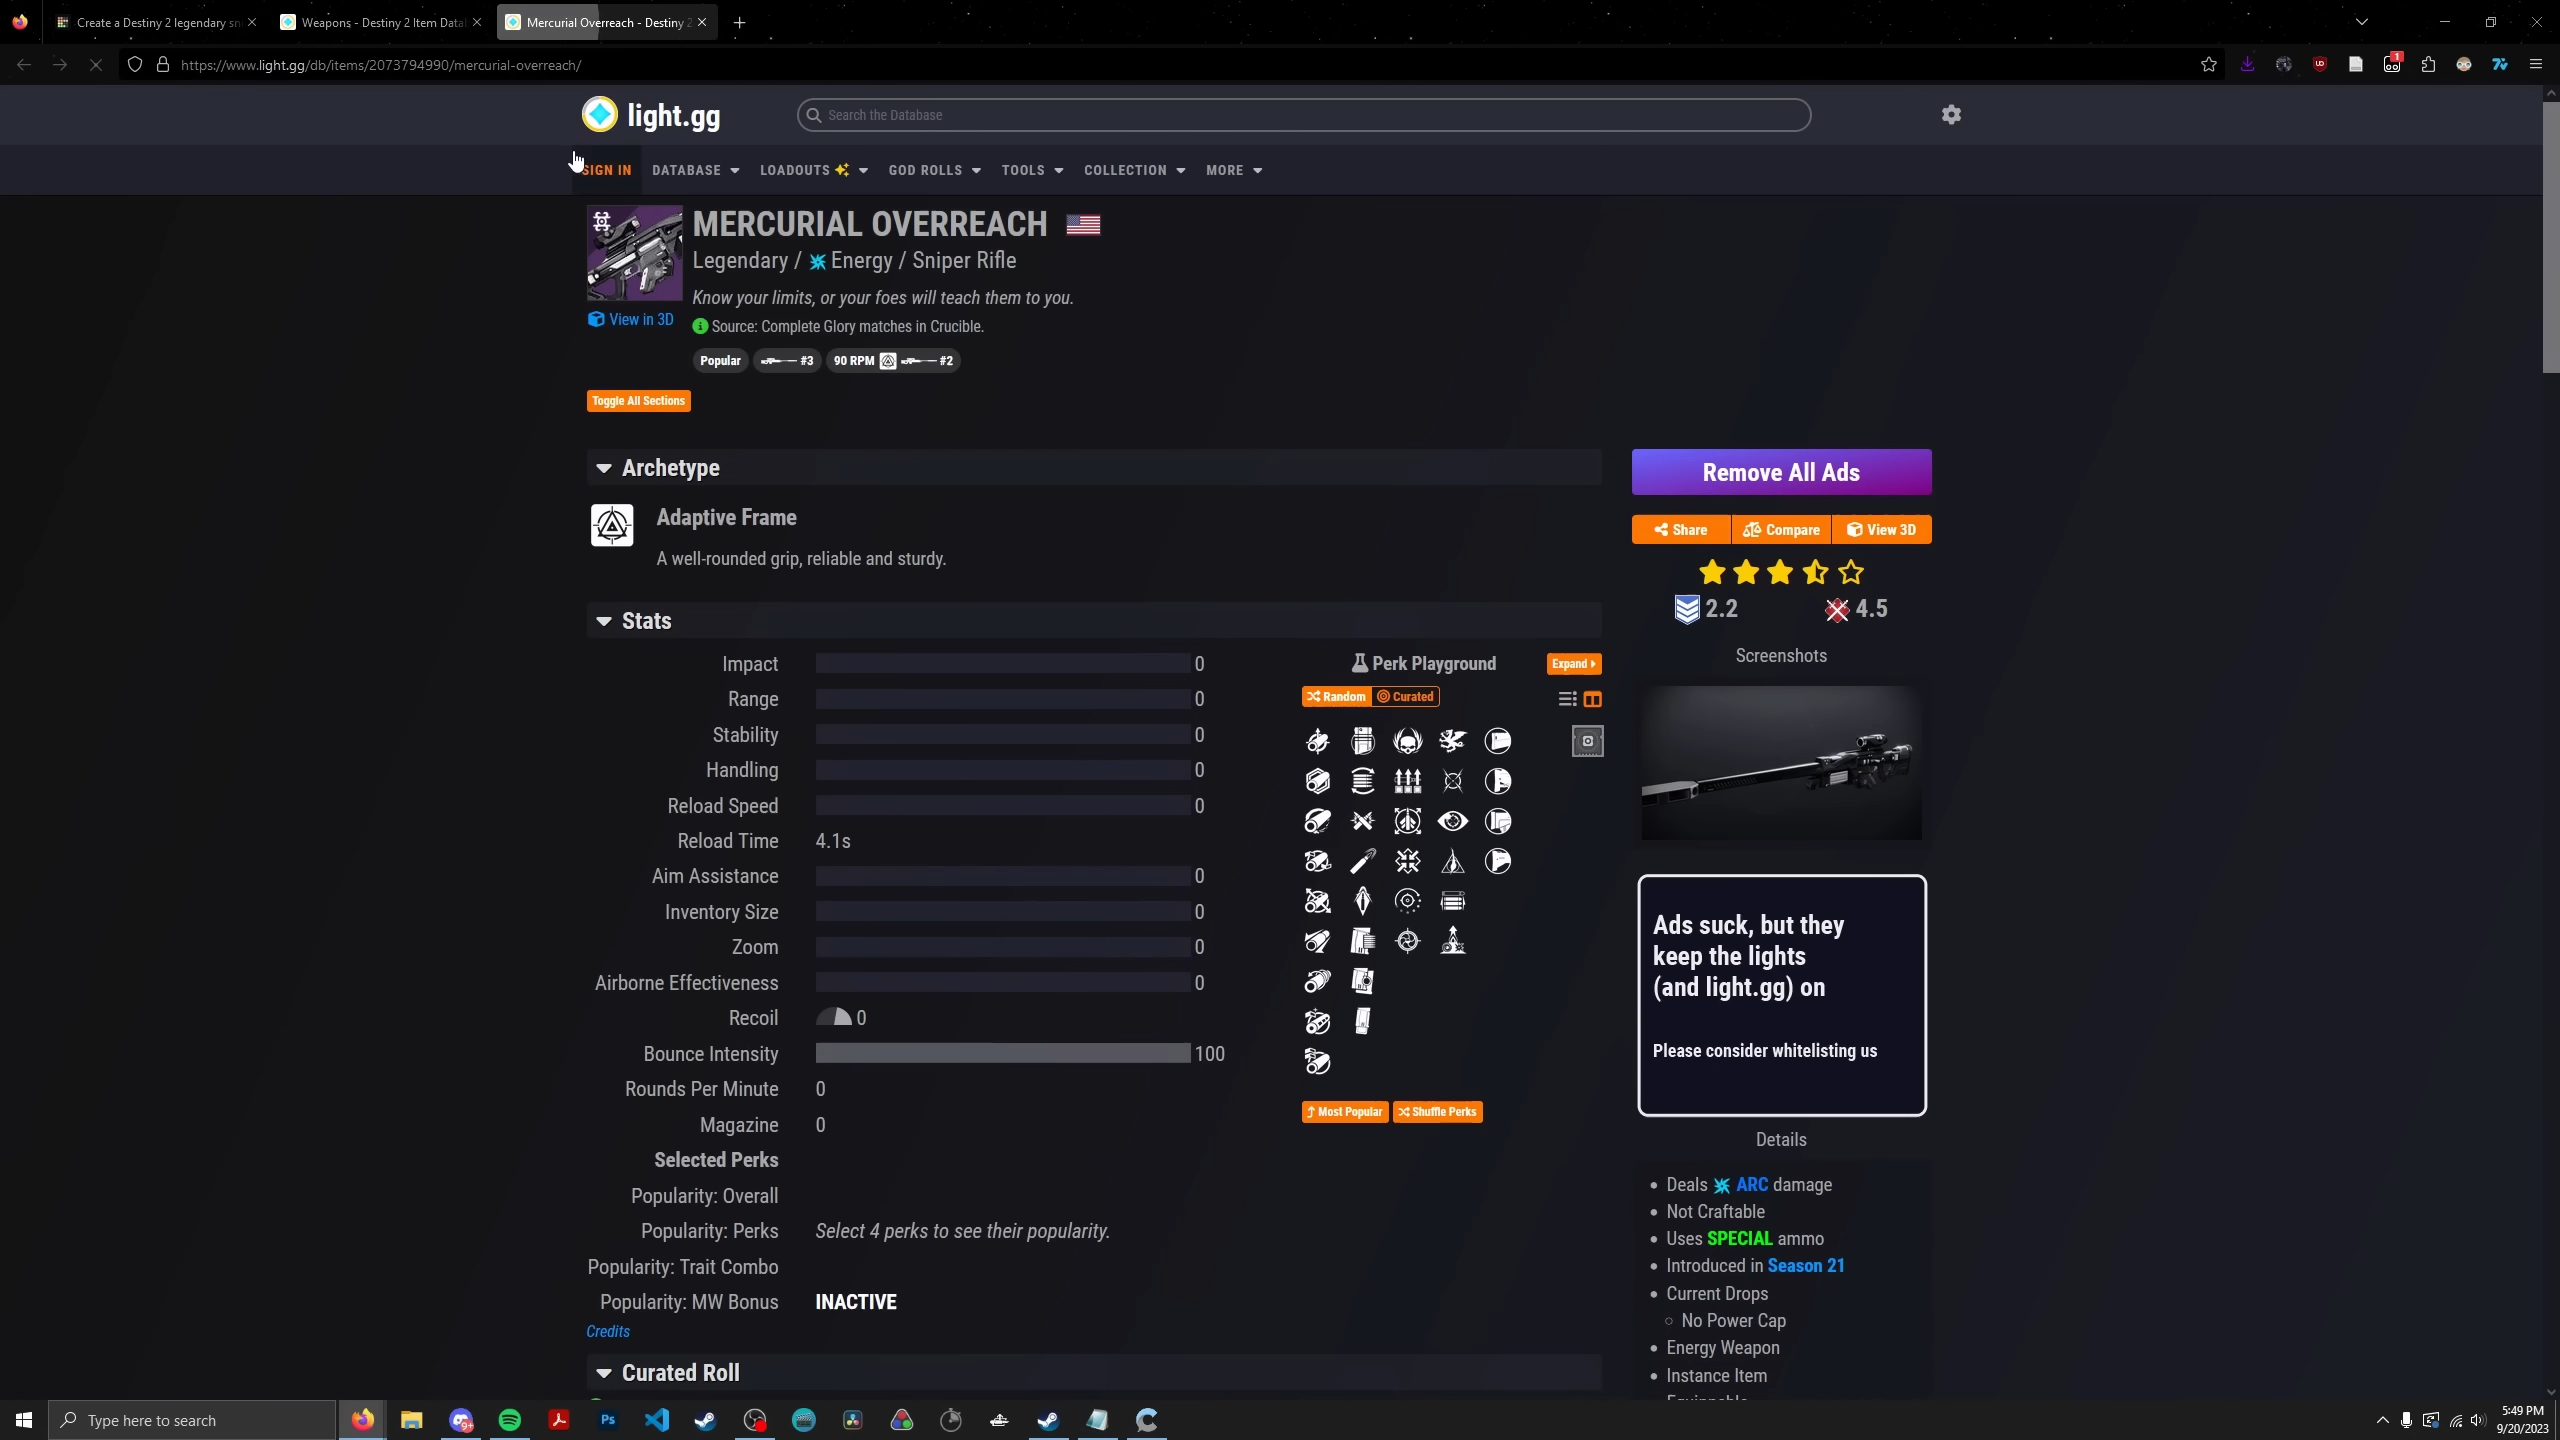 Create a Destiny 2 legendary sn
Weapons - Destiny 2 Item Data
Mercurial Overreach - Destiny 2
https://www.light.gg/db/items/2073794990/mercurial-overreach/
light.gg
Search the Database
SIGN IN
DATABASE
LOADOUTS
GOD ROLLS
TOOLS
COLLECTION
MORE
MERCURIAL OVERREACH
Legendary / Energy / Sniper Rifle
Know your limits, or your foes will teach them to you.
View in 3D
Source: Complete Glory matches in Crucible.
Popular
#3
90 RPM #2
Toggle All Sections
Archetype
Adaptive Frame
A well-rounded grip, reliable and sturdy.
Stats
Impact 0
Range 0
Stability 0
Handling 0
Reload Speed 0
Reload Time 4.1s
Aim Assistance 0
Inventory Size 0
Zoom 0
Airborne Effectiveness 0
Recoil 0
Bounce Intensity 100
Rounds Per Minute 0
Magazine 0
Selected Perks
Popularity: Overall
Popularity: Perks Select 4 perks to see their popularity.
Popularity: Trait Combo
Popularity: MW Bonus INACTIVE
Credits
Curated Roll
Perk Playground
Expand
Random
Curated
Most Popular
Shuffle Perks
Remove All Ads
Share
Compare
View 3D
2.2
4.5
Screenshots
Ads suck, but they
keep the lights
(and light.gg) on
Please consider whitelisting us
Details
Deals ARC damage
Not Craftable
Uses SPECIAL ammo
Introduced in Season 21
Current Drops
No Power Cap
Energy Weapon
Instance Item
Type here to search
Ps
9+
1
5:49 PM
9/20/2023